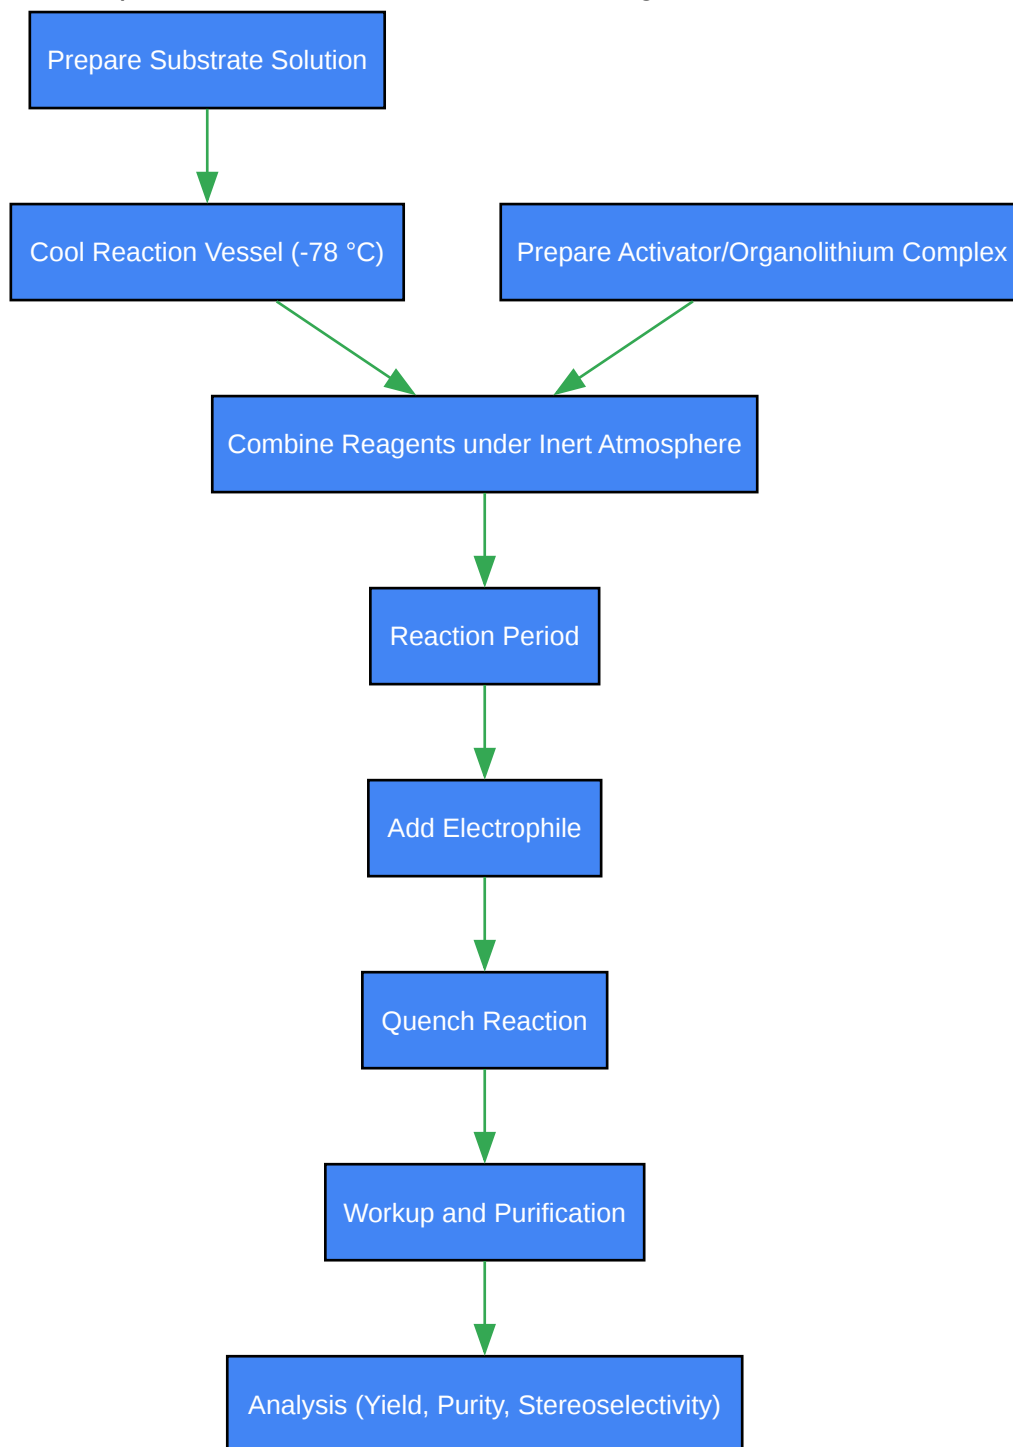 Prepare Substrate Solution
Cool Reaction Vessel (-78 °C)
Prepare Activator/Organolithium Complex
Combine Reagents under Inert Atmosphere
Reaction Period
Add Electrophile
Quench Reaction
Workup and Purification
Analysis (Yield, Purity, Stereoselectivity)